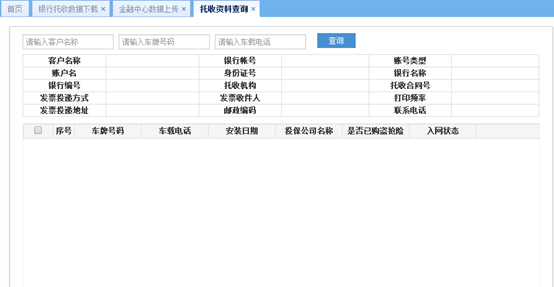 首页 银行托收数据下载 × 金融中心数据上传 × 托收资料查询 ×
请输入客户名称 请输入车牌号码 请输入车载电话 查询
客户名称 银行帐号 账号类型
账户名 身份证号 银行名称
银行编号 托收机构 托收合同号
发票投递方式 发票收件人 打印频率
发票投递地址 邮政编码 联系电话
序号 车牌号码 车载电话 安装日期 投保公司名称 是否已购盗抢险 入网状态